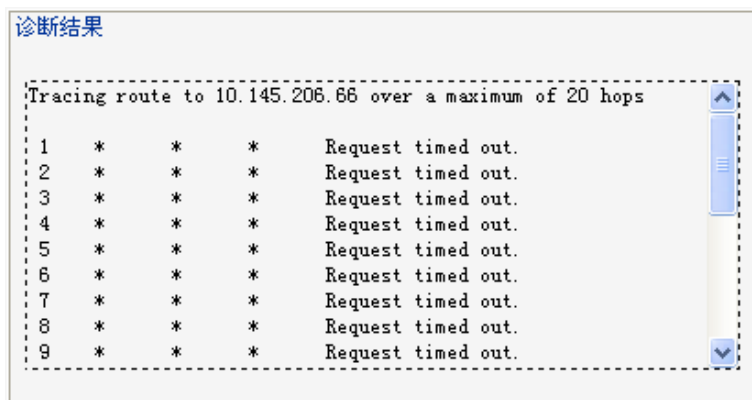 诊断结果
Tracing route to 10.145.206.66 over a maximum of 20 hops
1 * * * Request timed out.
2 * * * Request timed out.
3 * * * Request timed out.
4 * * * Request timed out.
5 * * * Request timed out.
6 * * * Request timed out.
7 * * * Request timed out.
8 * * * Request timed out.
9 * * * Request timed out.